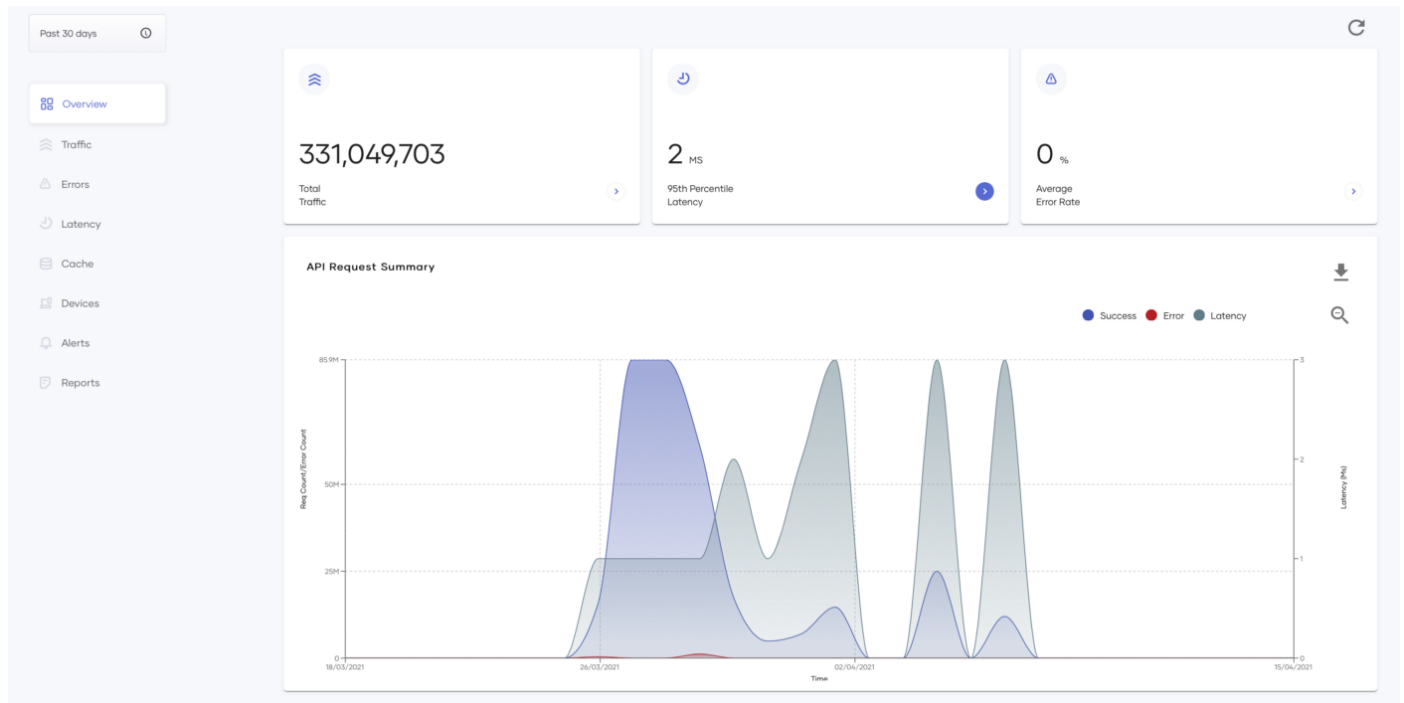 Past 30 days
Overview
Traffic
Errors
Latency
Cache
Devices
Alerts
Reports
331,049,703
Total
Traffic
2 MS
95th Percentile
Latency
0 %
Average
Error Rate
API Request Summary
Success Error Latency
85.9M
50M
25M
0
Req Count/Error Count
3
2
1
0
Latency (Ms)
18/03/2021 26/03/2021 02/04/2021 15/04/2021
Time